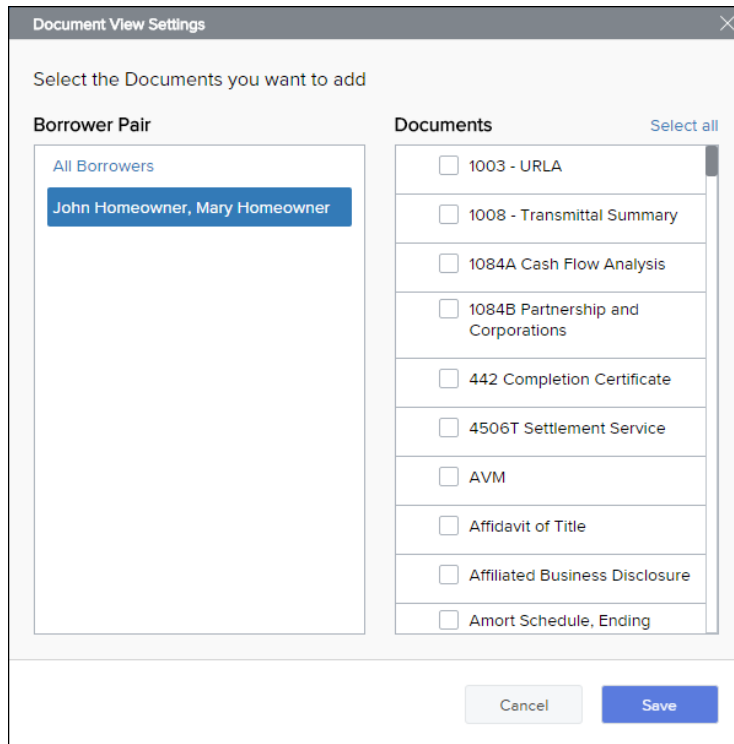 Document View Settings
Select the Documents you want to add
Borrower Pair
All Borrowers
John Homeowner, Mary Homeowner
Documents
Select all
1003 - URLA
1008 - Transmittal Summary
1084A Cash Flow Analysis
1084B Partnership and
Corporations
442 Completion Certificate
4506T Settlement Service
AVM
Affidavit of Title
Affiliated Business Disclosure
Amort Schedule, Ending
Cancel
Save